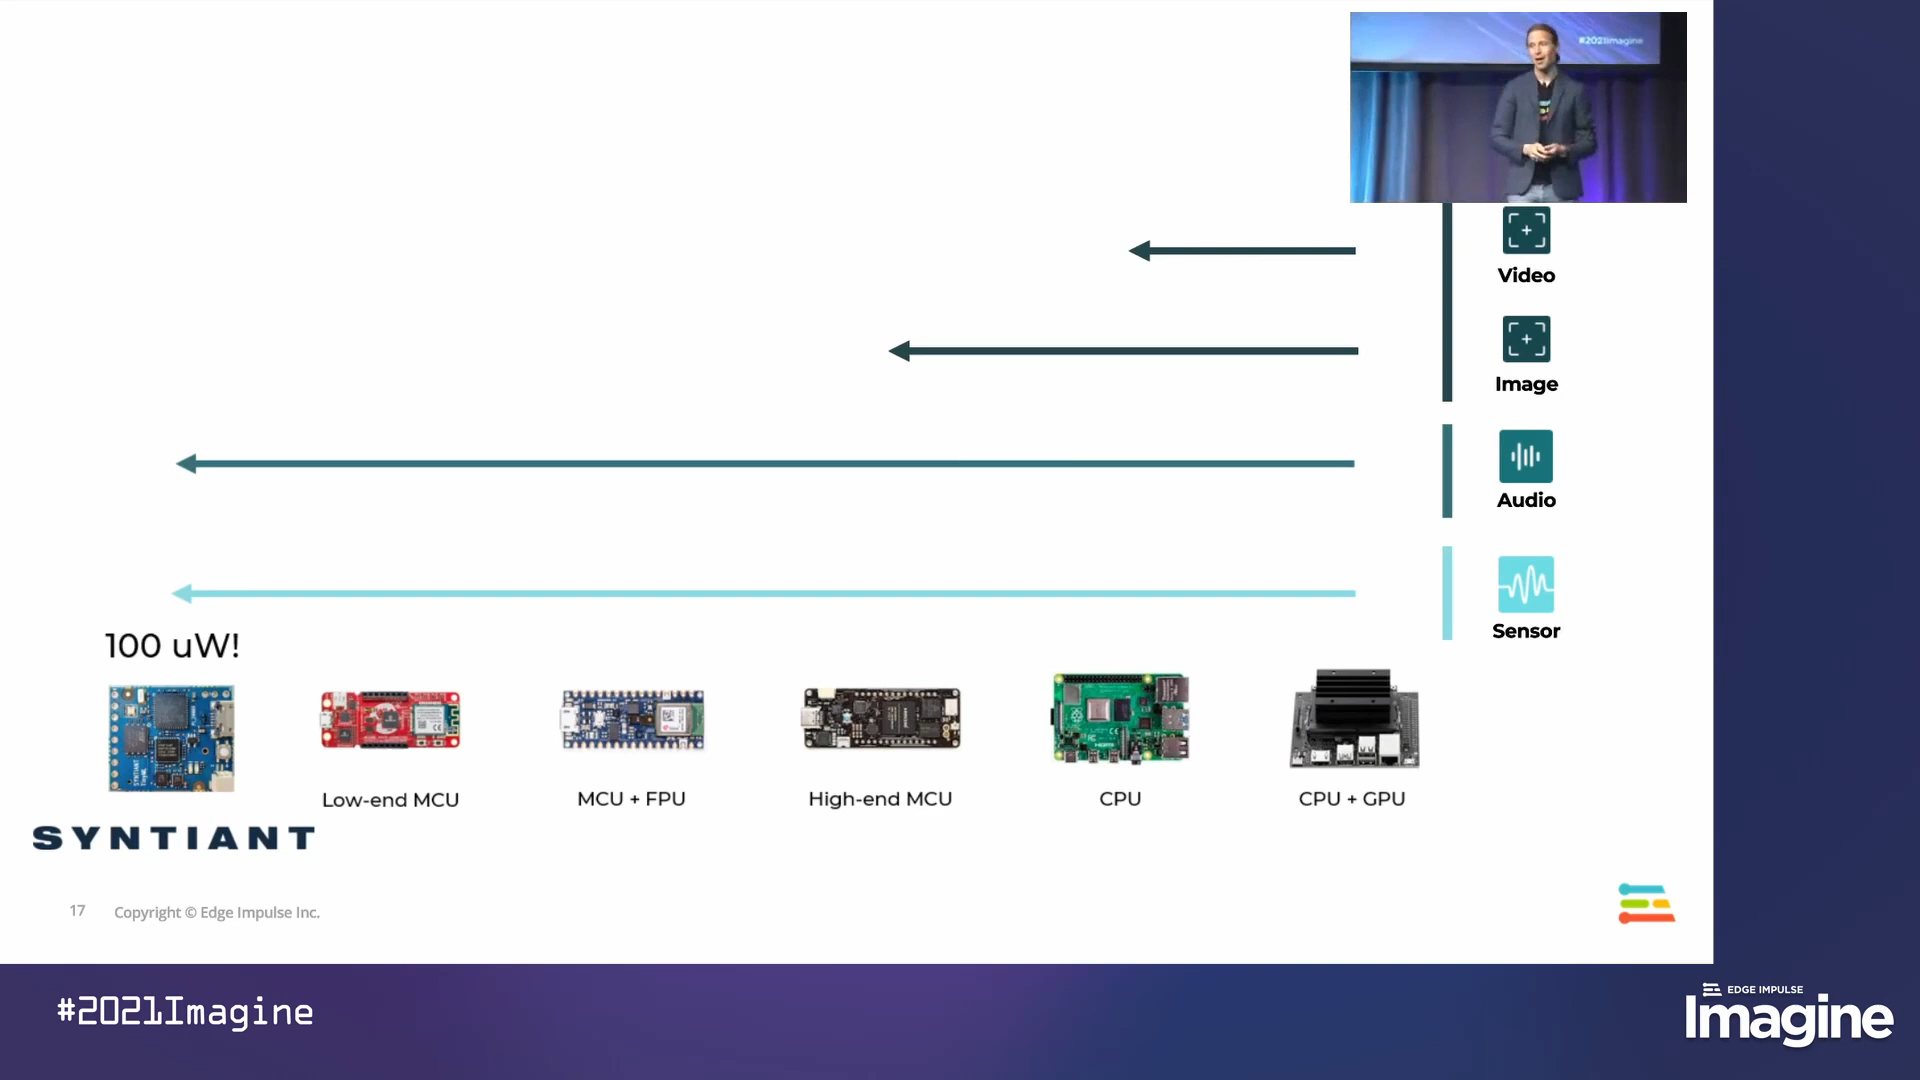 #2021Imagine
Video
Image
Audio
Sensor
100 uW!
Low-end MCU
MCU + FPU
High-end MCU
CPU
CPU + GPU
SYNTIANT
17
Copyright © Edge Impulse Inc.
#2021Imagine
EDGE IMPULSE
Imagine